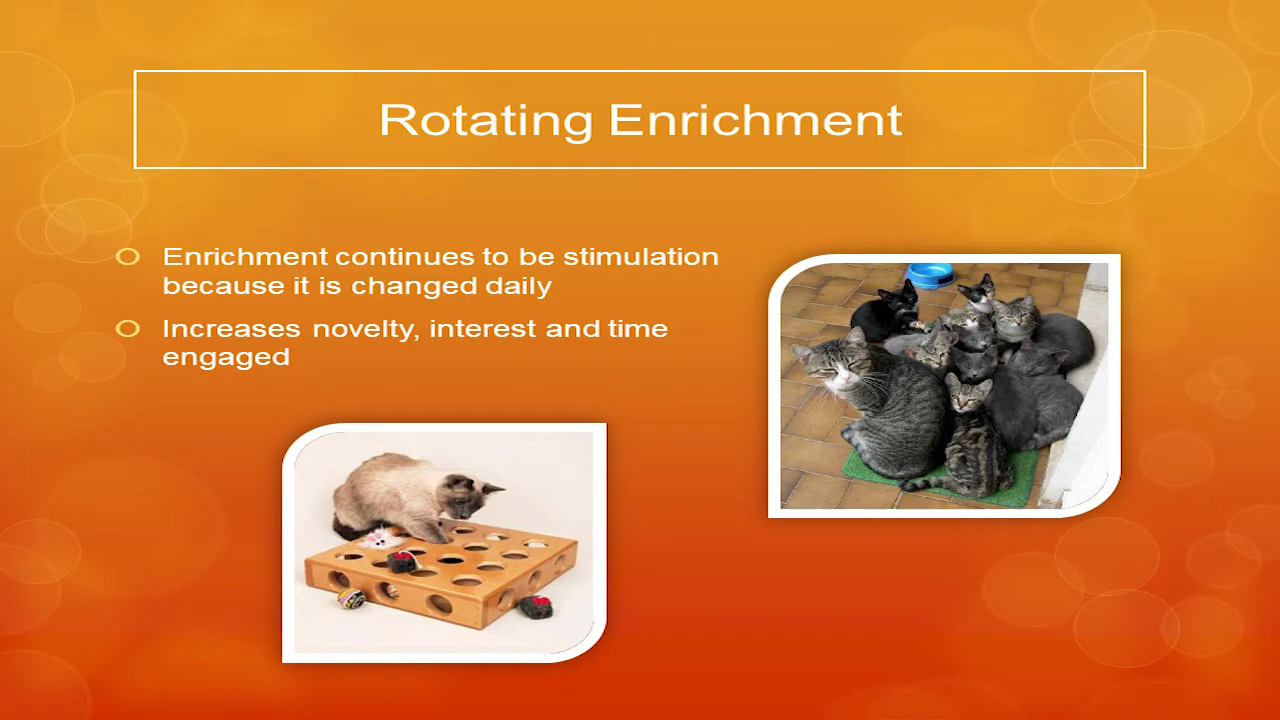 Rotating Enrichment
Enrichment continues to be stimulation
because it is changed daily
Increases novelty, interest and time
engaged